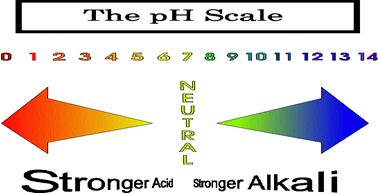 The pH Scale
0 1 2 3 4 5 6 7 8 9 10 11 12 13 14
NEUTRAL
Stronger Acid
Stronger Alkali